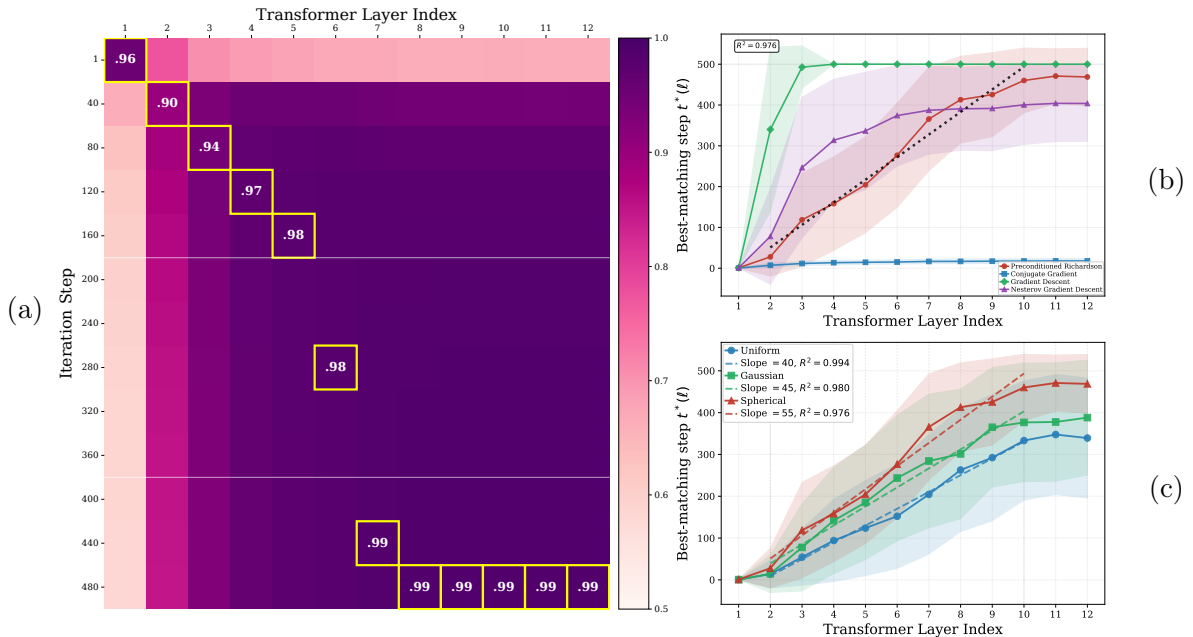 Transformer Layer Index
1 2 3 4 5 6 7 8 9 10 11 12
(a)
Iteration Step
1
40
80
120
160
200
240
280
320
360
400
440
480
.96
.90
.94
.97
.98
.98
.99
.99 .99 .99 .99 .99
1.0
0.9
0.8
0.7
0.6
0.5
R² = 0.976
Best-matching step t*(ℓ)
500
400
300
200
100
0
Preconditioned Richardson
Conjugate Gradient
Gradient Descent
Nesterov Gradient Descent
1 2 3 4 5 6 7 8 9 10 11 12
Transformer Layer Index
(b)
Uniform
Slope = 40, R² = 0.994
Gaussian
Slope = 45, R² = 0.980
Spherical
Slope = 55, R² = 0.976
Best-matching step t*(ℓ)
500
400
300
200
100
0
1 2 3 4 5 6 7 8 9 10 11 12
Transformer Layer Index
(c)